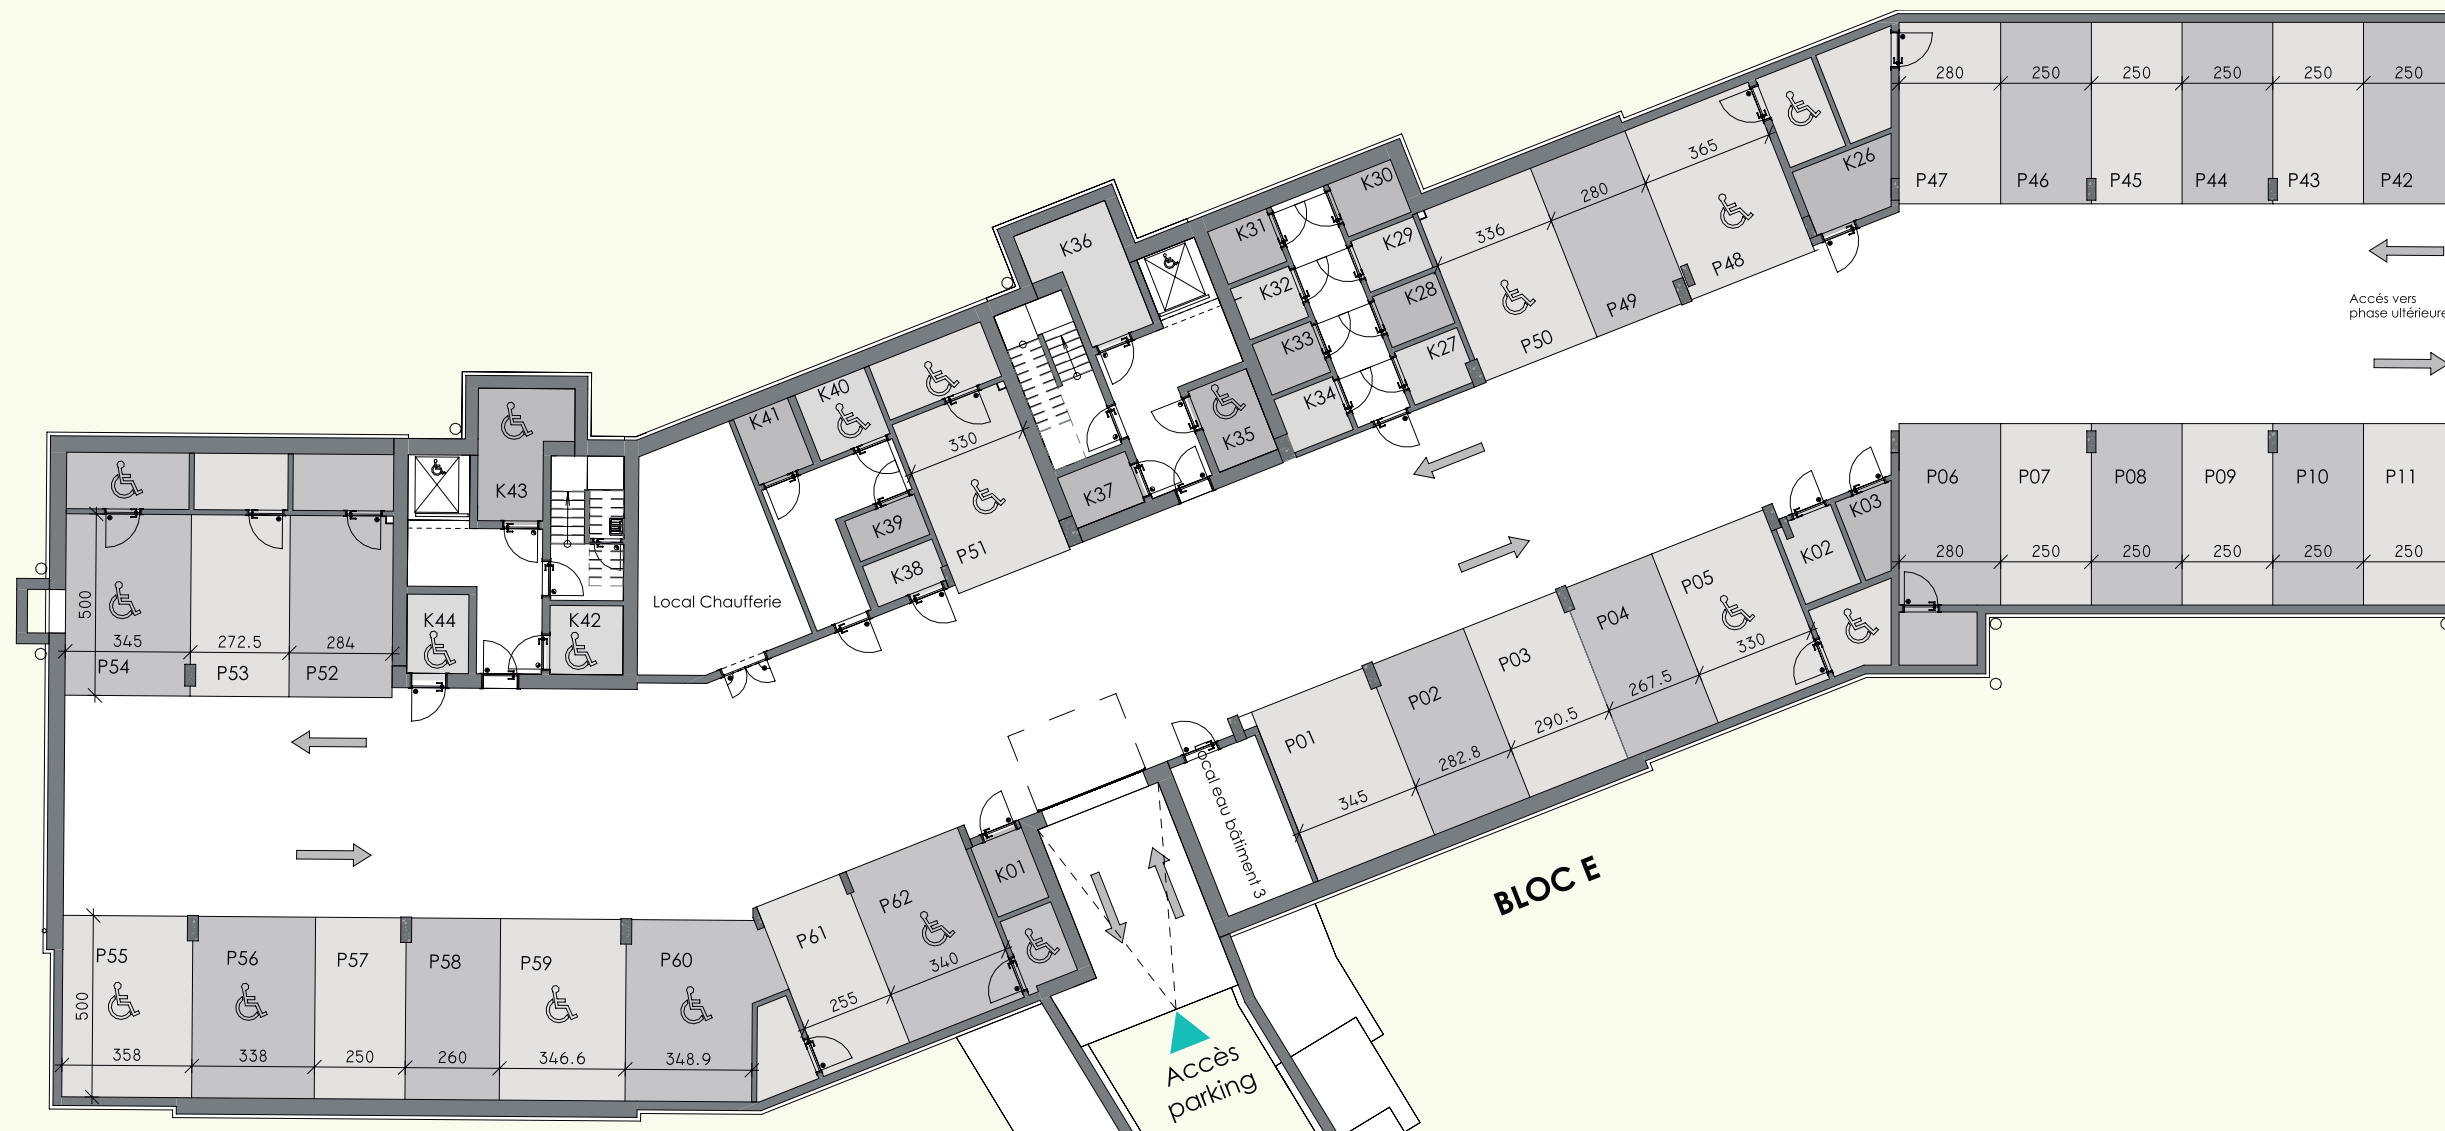 280
250
250
250
250
250
P47
P46
P45
P44
P43
P42
K26
365
280
336
P48
P49
P50
K30
K29
K28
K27
K31
K32
K33
K34
K36
K35
K37
Accés vers
phase ultérieure
K40
K41
330
P51
K39
K38
Local Chaufferie
K43
K44
K42
500
345
272.5
284
P54
P53
P52
P06
P07
P08
P09
P10
P11
280
250
250
250
250
250
K03
K02
P05
P04
P03
P02
P01
330
267.5
290.5
282.8
345
ocal eau bâtiment 3
BLOC E
K01
P62
P61
340
255
P55
P56
P57
P58
P59
P60
500
358
338
250
260
346.6
348.9
Accès
parking